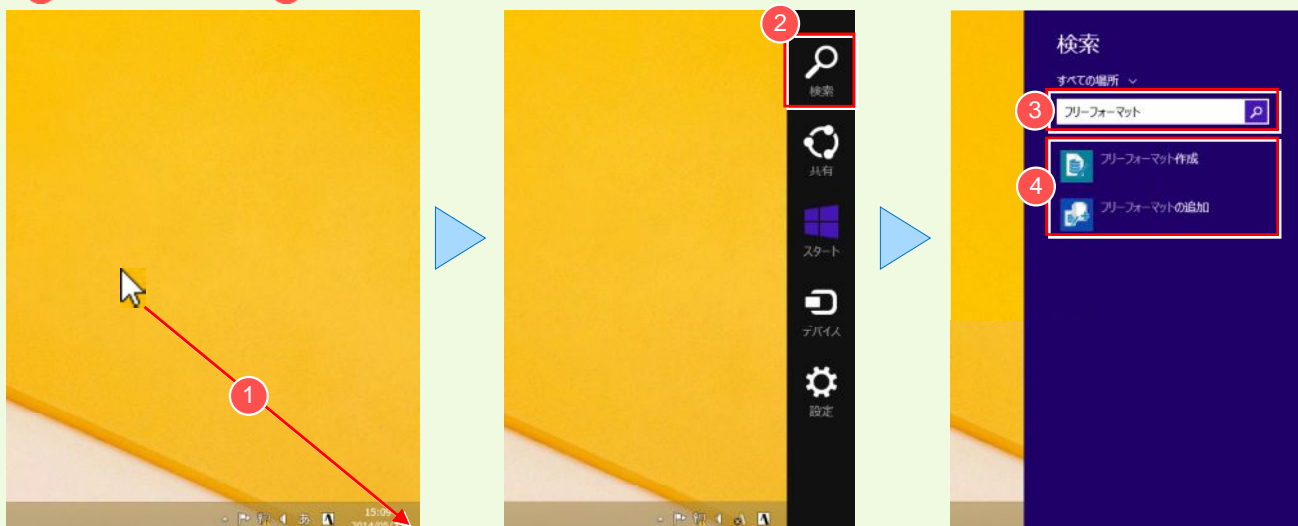 1
15:09
あ
A
2
検索
共有
スタート
デバイス
設定
A
検索
すべての場所
3
フリーフォーマット
4
フリーフォーマット作成
フリーフォーマットの追加